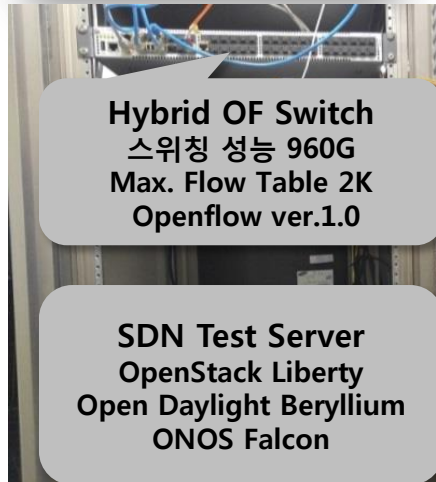 Hybrid OF Switch
스위칭 성능 960G
Max. Flow Table 2K
Openflow ver.1.0
SDN Test Server
OpenStack Liberty
Open Daylight Beryllium
ONOS Falcon